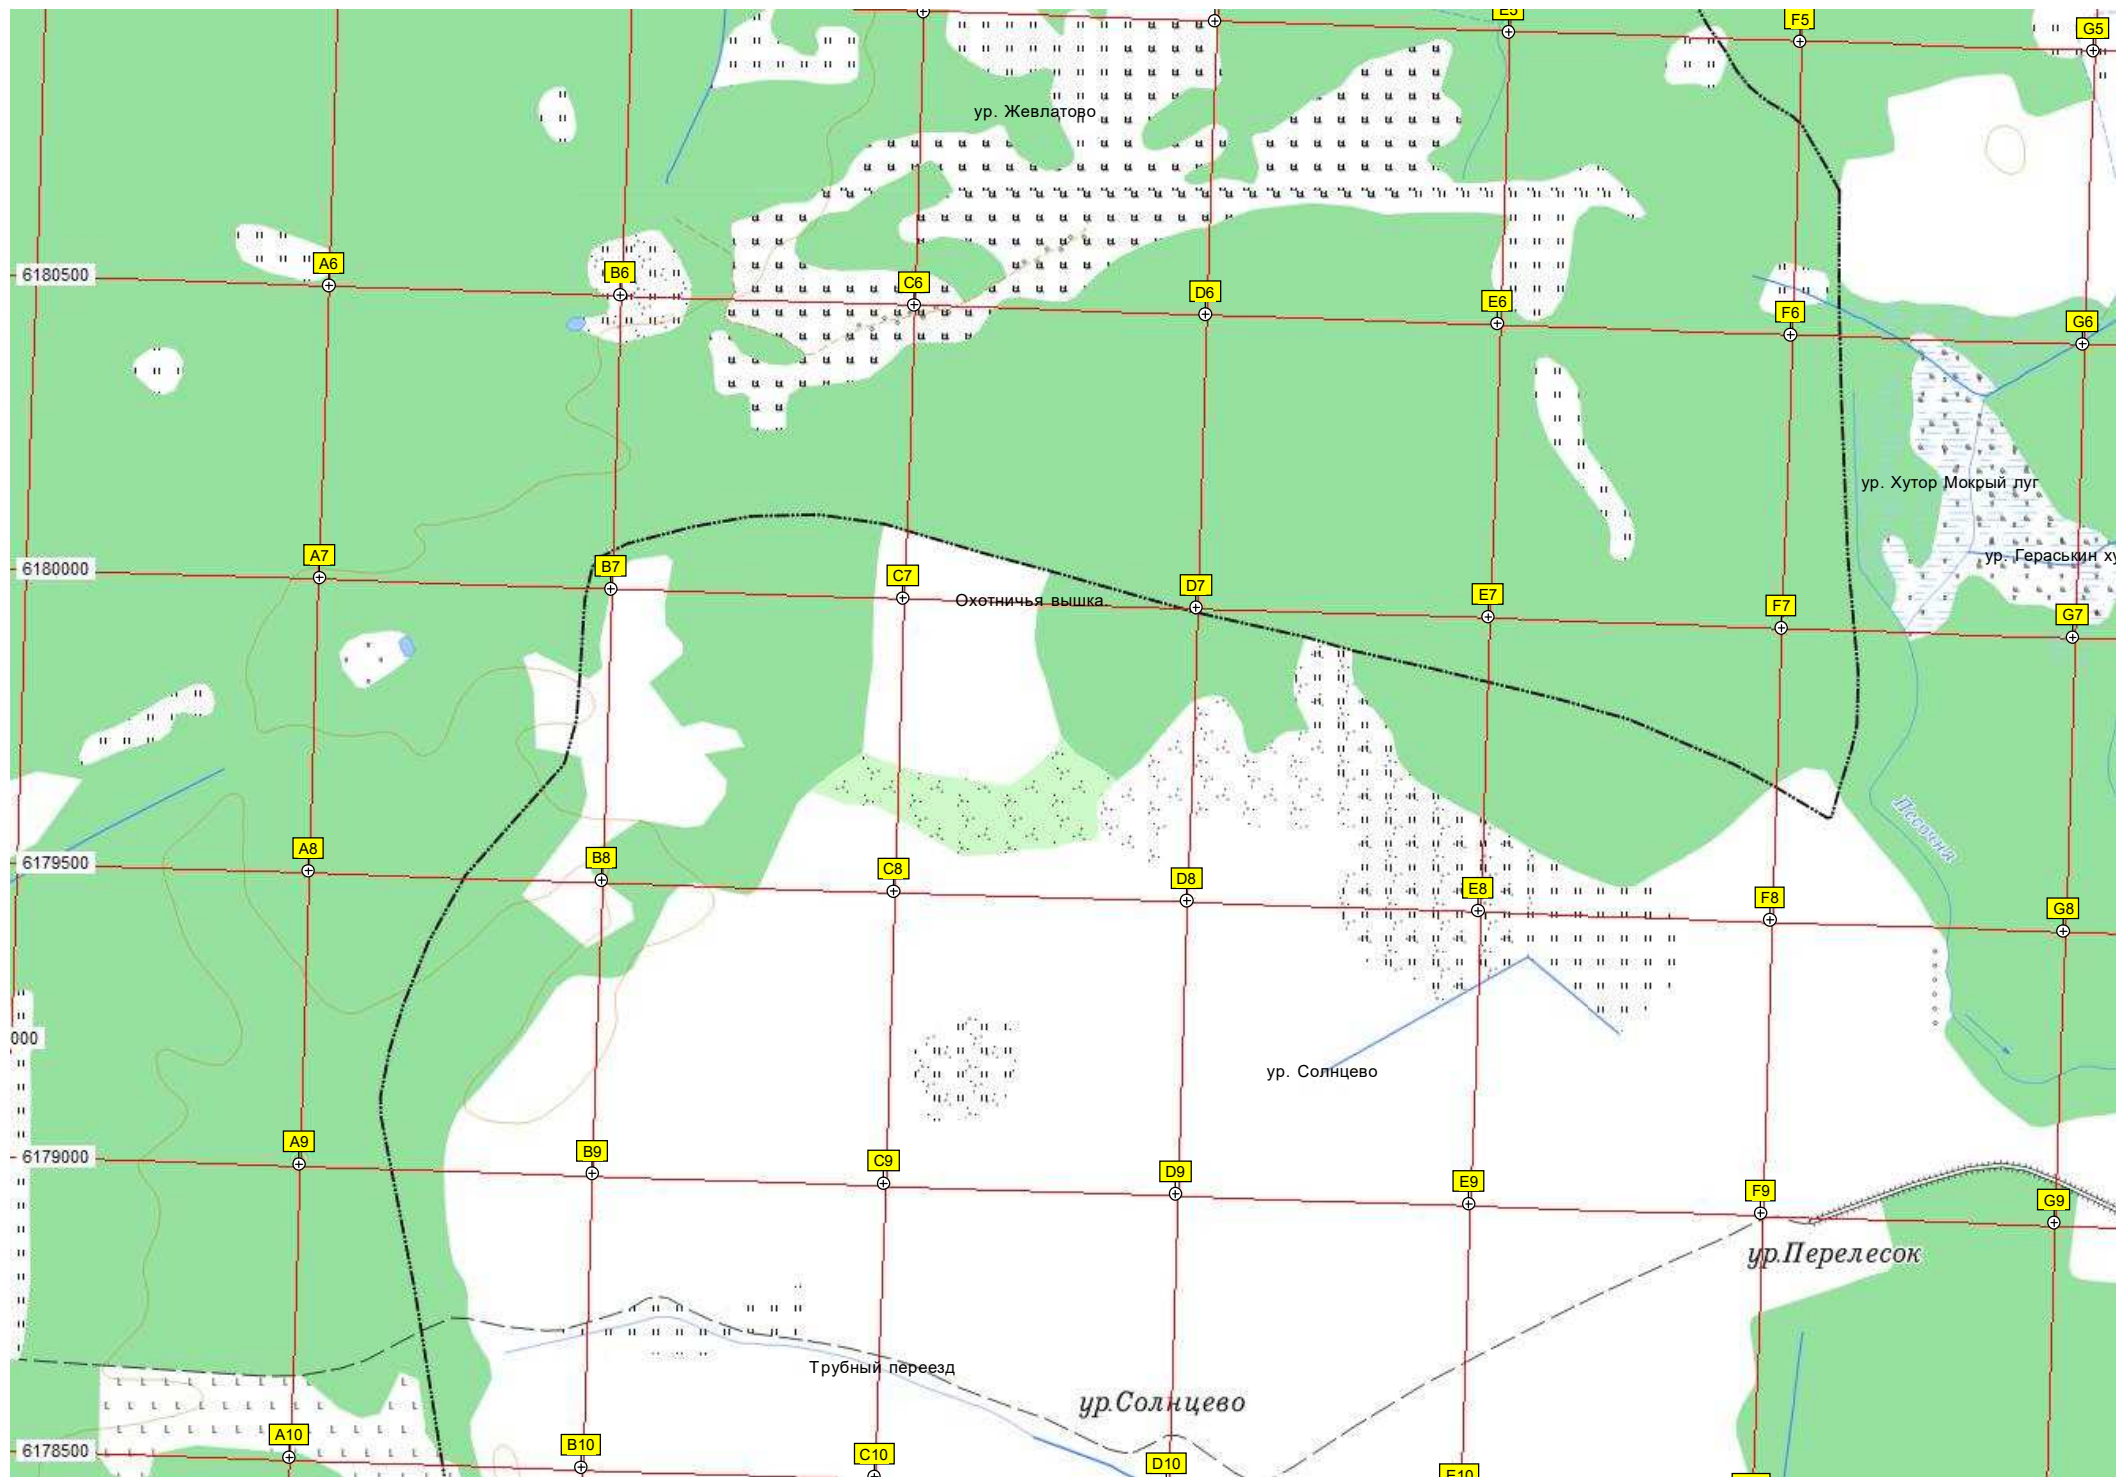 E5
F5
G5
ур. Жевлатово
6180500
A6
B6
C6
D6
E6
F6
G6
ур. Хутор Мокрый луг
ур. Гераськин ху
6180000
A7
B7
C7
Охотничья вышка
D7
E7
F7
G7
Песочня
6179500
A8
B8
C8
D8
E8
F8
G8
000
ур. Солнцево
6179000
A9
B9
C9
D9
E9
F9
G9
ур.Перелесок
Трубный переезд
ур.Солнцево
6178500
A10
B10
C10
D10
E10